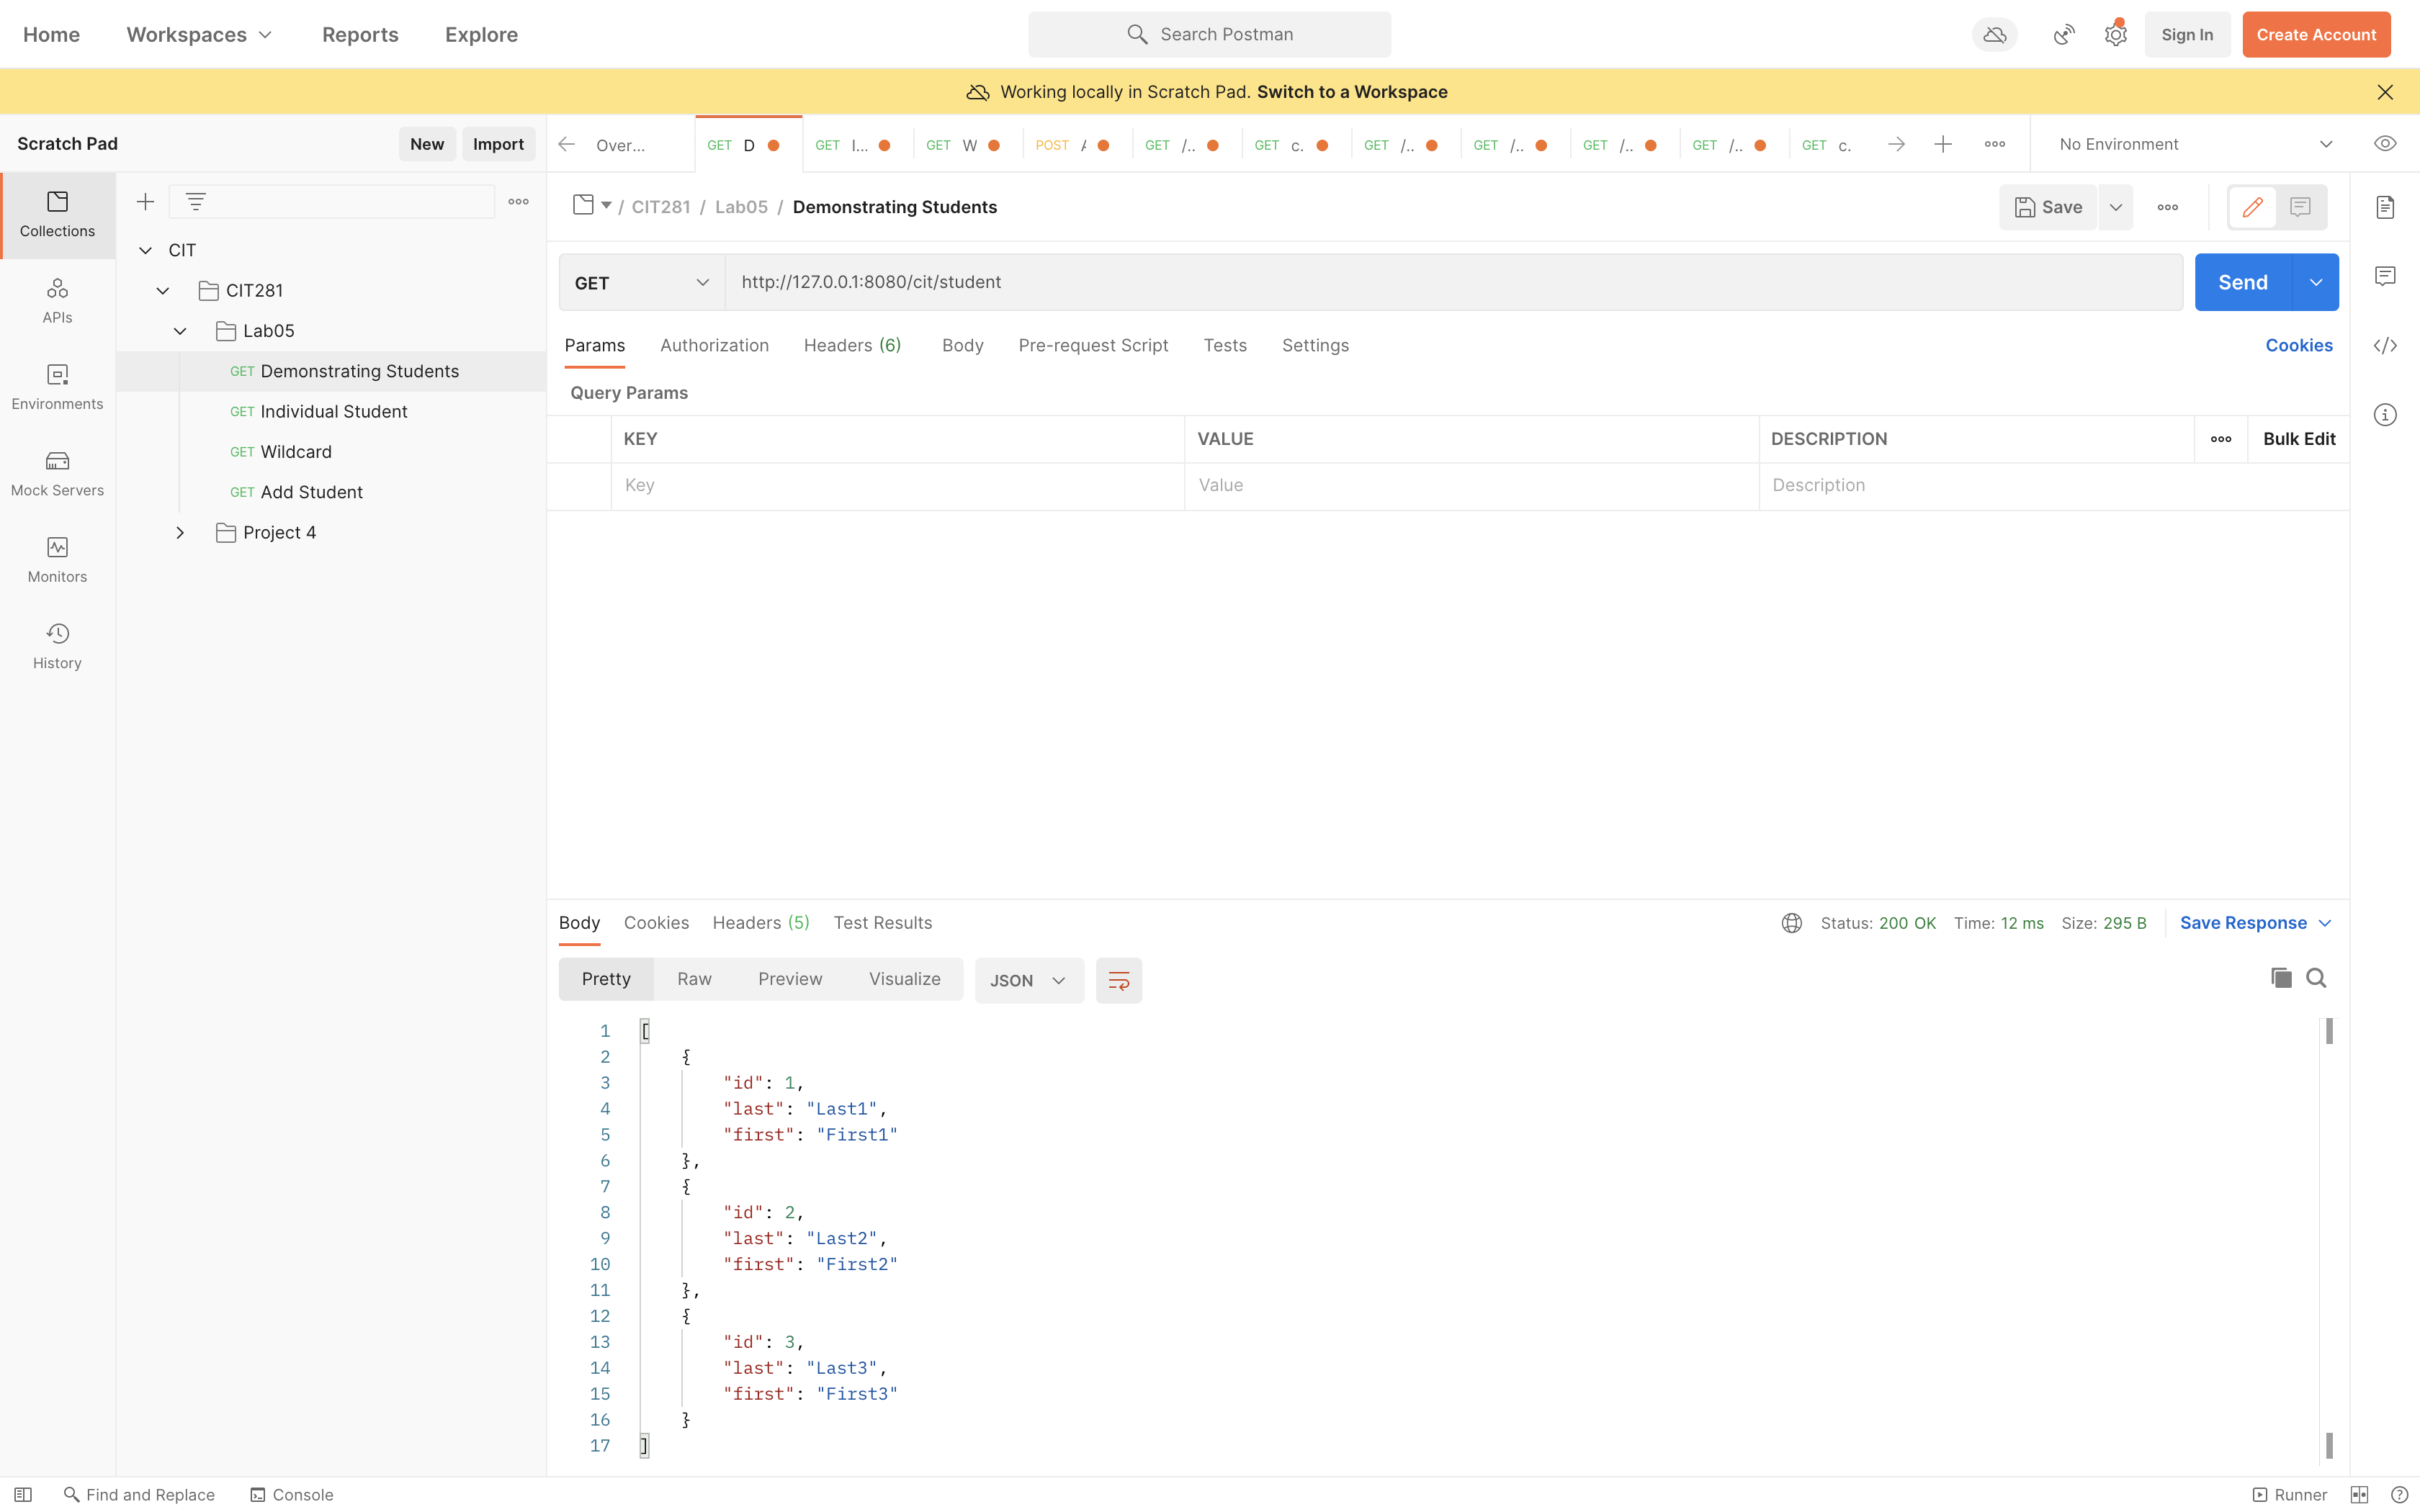 Home Workspaces Reports Explore Search Postman Sign In Create Account
Working locally in Scratch Pad. Switch to a Workspace
Scratch Pad New Import Over... GET D GET I... GET W POST GET /.. GET c. GET /.. GET /.. GET /.. GET /.. GET c. No Environment
Collections
APIs
Environments
Mock Servers
Monitors
History
CIT
CIT281
Lab05
GET Demonstrating Students
GET Individual Student
GET Wildcard
GET Add Student
Project 4
/ CIT281 / Lab05 / Demonstrating Students Save
GET http://127.0.0.1:8080/cit/student Send
Params Authorization Headers (6) Body Pre-request Script Tests Settings Cookies
Query Params
KEY VALUE DESCRIPTION Bulk Edit
Key Value Description
Body Cookies Headers (5) Test Results Status: 200 OK Time: 12 ms Size: 295 B Save Response
Pretty Raw Preview Visualize JSON
1 [
2 {
3 "id": 1,
4 "last": "Last1",
5 "first": "First1"
6 },
7 {
8 "id": 2,
9 "last": "Last2",
10 "first": "First2"
11 },
12 {
13 "id": 3,
14 "last": "Last3",
15 "first": "First3"
16 }
17 ]
Find and Replace Console Runner